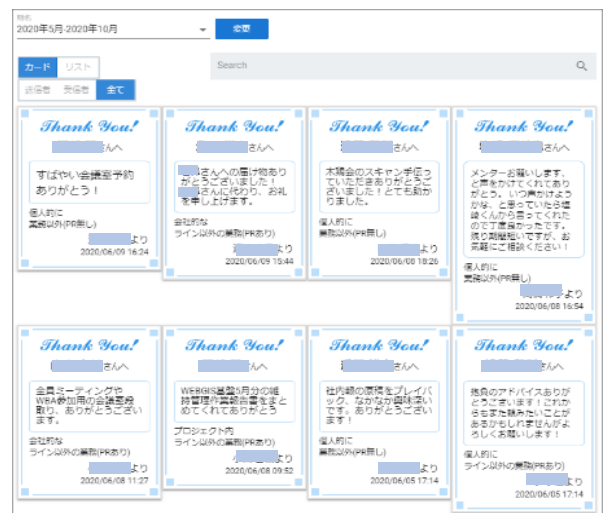 期名
2020年5月-2020年10月
変更
カード リスト
Search
送信者 受信者 全て
Thank You!
さんへ
すばやい会議室予約
ありがとう!
個人的に
業務以外(PR無し)
より
2020/06/09 16:24
Thank You!
さんへ
さんへの届け物あり
がとうございました!
さんに代わり、お礼
を申し上げます。
会社的な
ライン以外の業務(PRあり)
より
2020/06/09 15:44
Thank You!
さんへ
木曜会のスキャン手伝っ
ていただきありがとうご
ざいました!とても助か
りました。
個人的に
業務以外(PR無し)
より
2020/06/08 18:26
Thank You!
さんへ
メンターお願いします、
と声をかけてくれてあり
がとう。いつ声かけよう
かな、と思っていたら塩
崎くんから言ってくれた
ので丁度良かったです。
残り期間短いですが、お
気軽にご相談ください!
個人的に
業務以外(PR無し)
より
2020/06/08 16:54
Thank You!
さんへ
全員ミーティングや
WBA参加用の会議室段
取り、ありがとうござい
ます。
会社的な
ライン以外の業務(PRあり)
より
2020/06/08 11:27
Thank You!
さんへ
WEBGIS基盤5月分の維
持管理作業報告書をまと
めてくれてありがとう
プロジェクト内
ライン以外の業務(PRあり)
より
2020/06/08 09:52
Thank You!
さんへ
社内報の原稿をプレイバ
ック、なかなか興味深い
です。ありがとうござい
ます!
個人的に
業務以外(PR無し)
より
2020/06/05 17:14
Thank You!
さんへ
抱負のアドバイスありが
とうございます!これか
らもまた頼みたいことが
あるかもしれませんがよ
ろしくお願いします!
個人的に
ライン以外の業務(PRあり)
より
2020/06/05 17:14